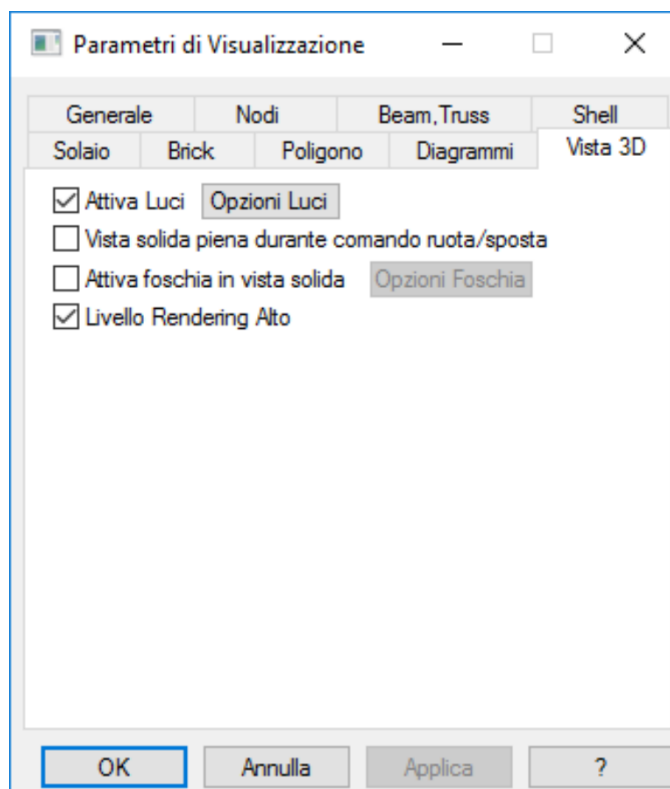 Parametri di Visualizzazione
Generale Nodi Beam,Truss Shell
Solaio Brick Poligono Diagrammi Vista 3D
Attiva Luci Opzioni Luci
Vista solida piena durante comando ruota/sposta
Attiva foschia in vista solida Opzioni Foschia
Livello Rendering Alto
OK Annulla Applica ?